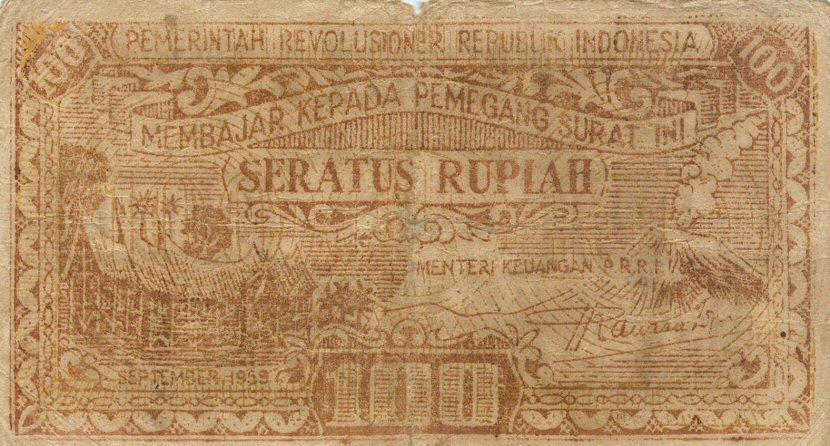 100 PEMERINTAH REVOLUSIONER REPUBLIK INDONESIA 100
MEMBAJAR KEPADA PEMEGANG SURAT INI
SERATUS RUPIAH
MENTERI KEUANGAN P.R.R.I.
SEPTEMBER 1959
100